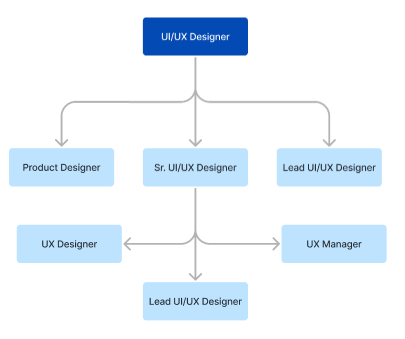 UI/UX Designer
Product Designer
Sr. UI/UX Designer
Lead UI/UX Designer
UX Designer
UX Manager
Lead UI/UX Designer